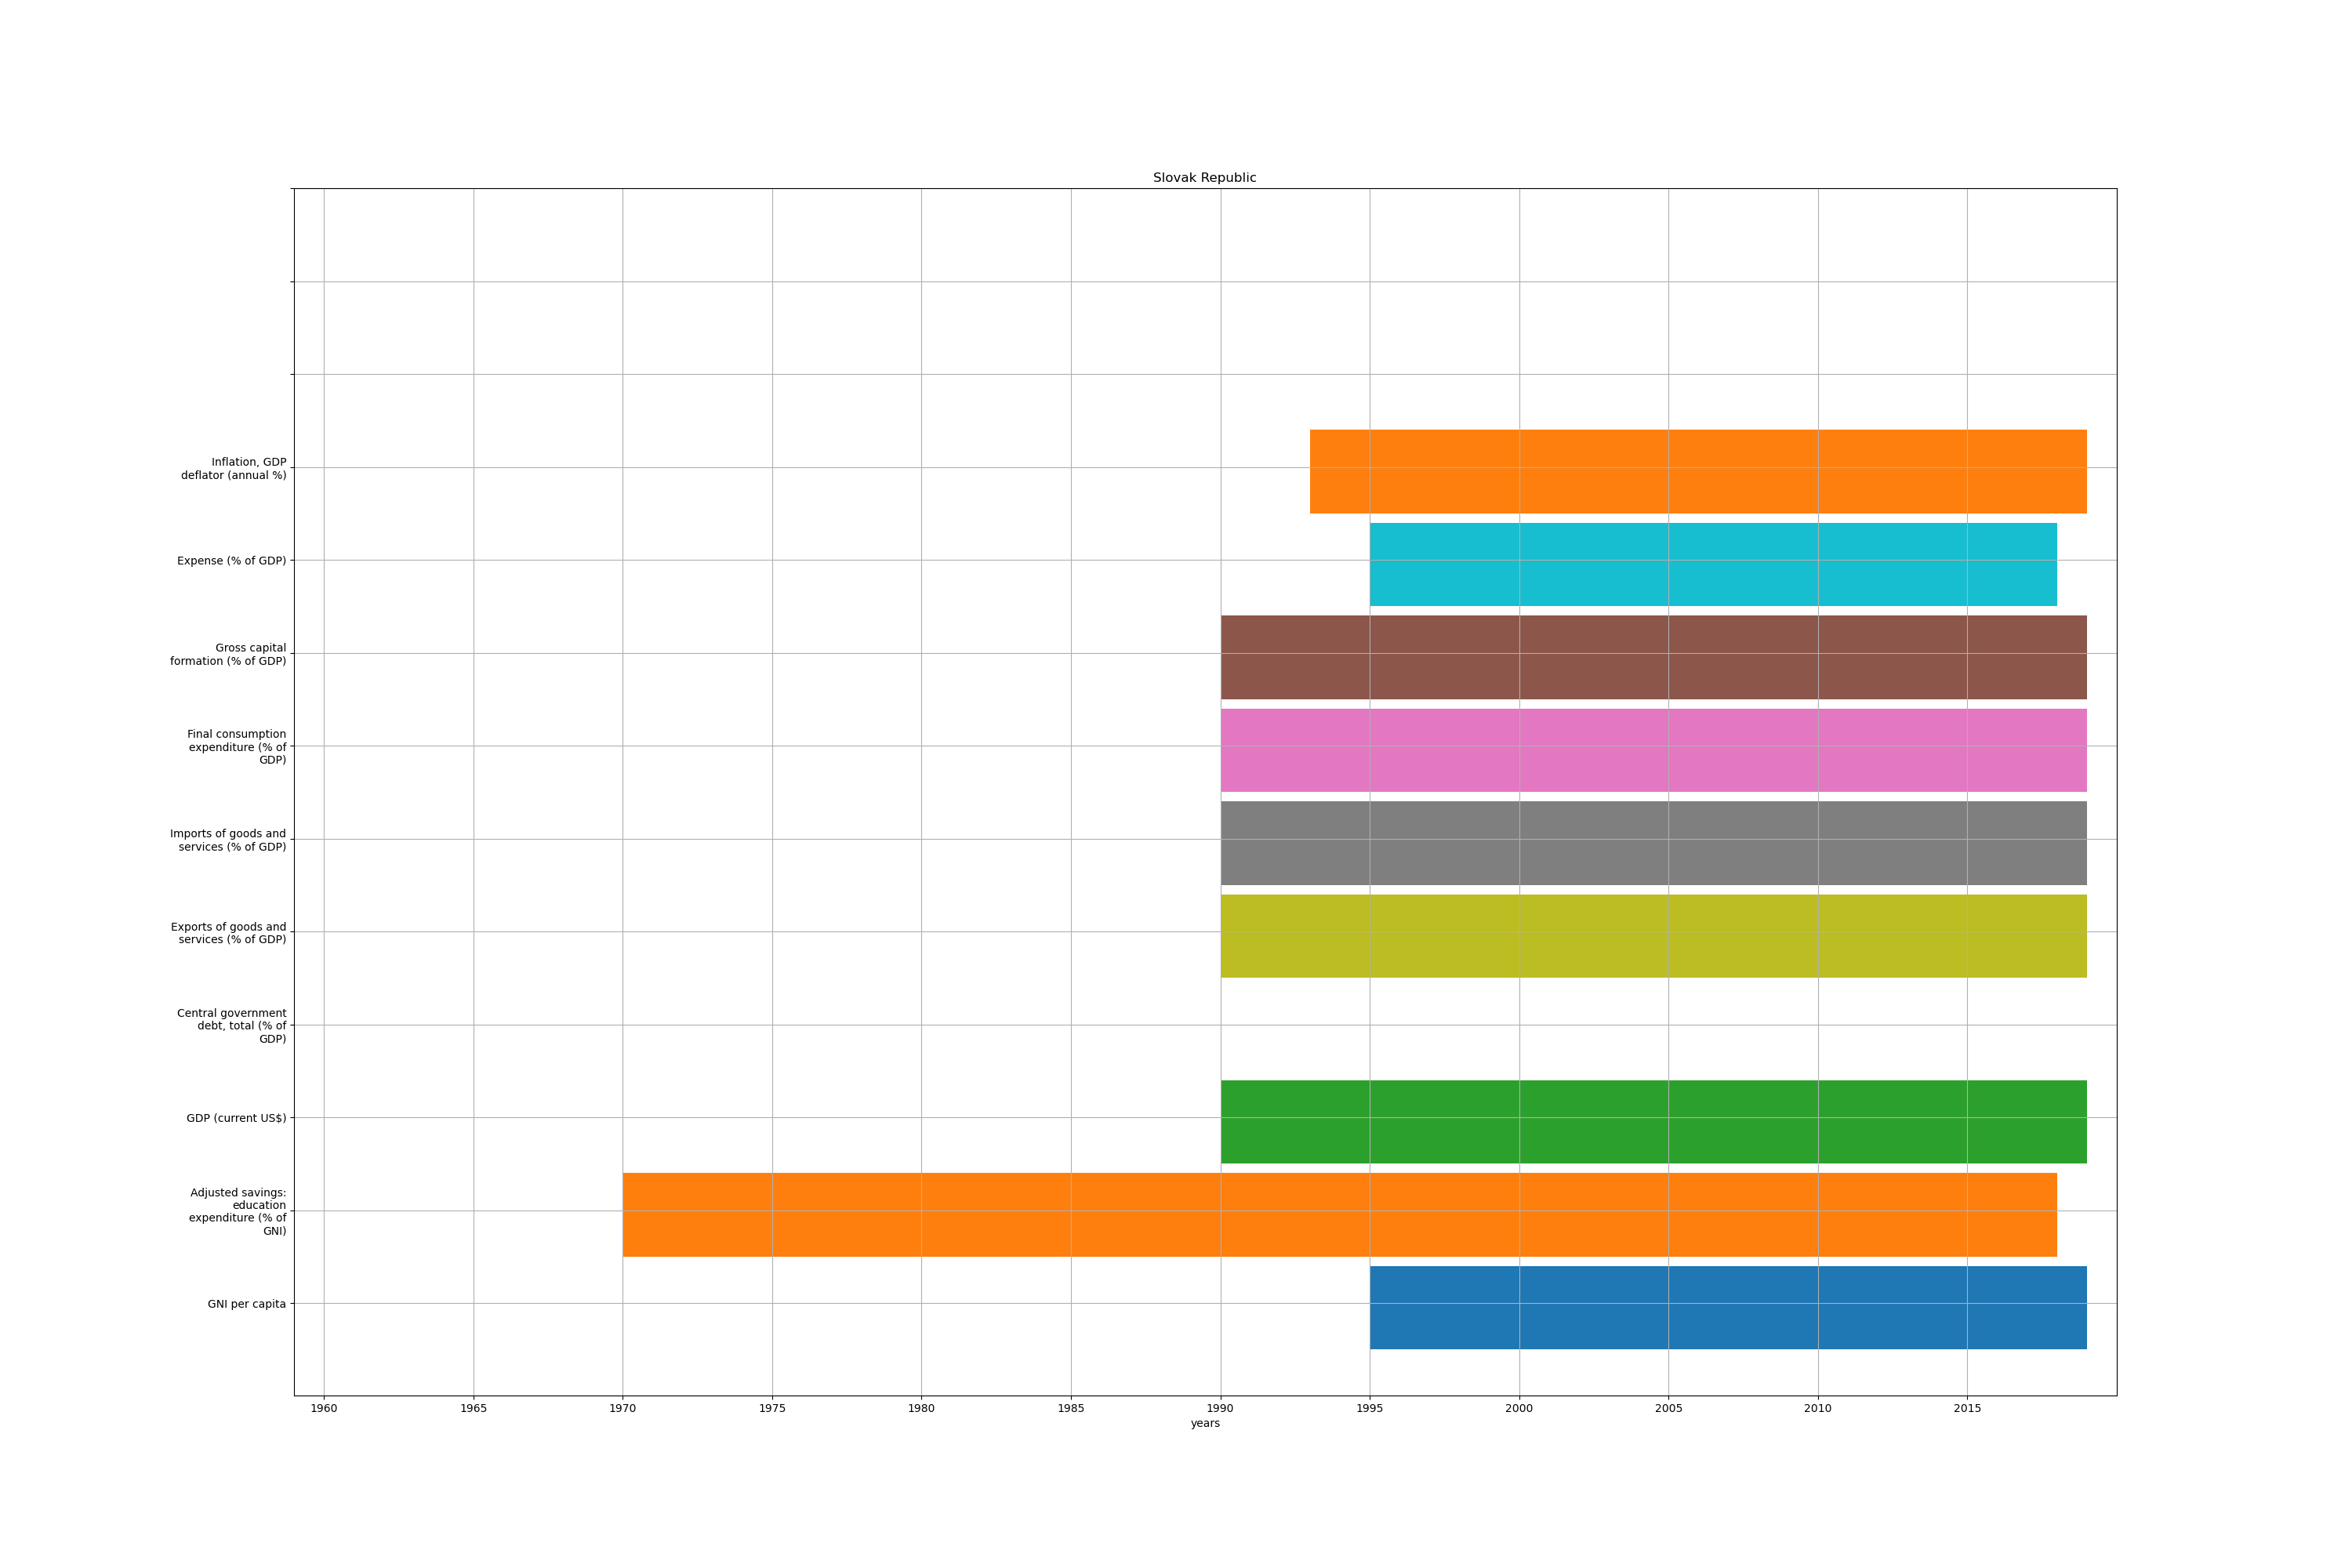 Slovak Republic
Inflation, GDP
deflator (annual %)
Expense (% of GDP)
Gross capital
formation (% of GDP)
Final consumption
expenditure (% of
GDP)
Imports of goods and
services (% of GDP)
Exports of goods and
services (% of GDP)
Central government
debt, total (% of
GDP)
GDP (current US$)
Adjusted savings:
education
expenditure (% of
GNI)
GNI per capita
1960 1965 1970 1975 1980 1985 1990 1995 2000 2005 2010 2015
years